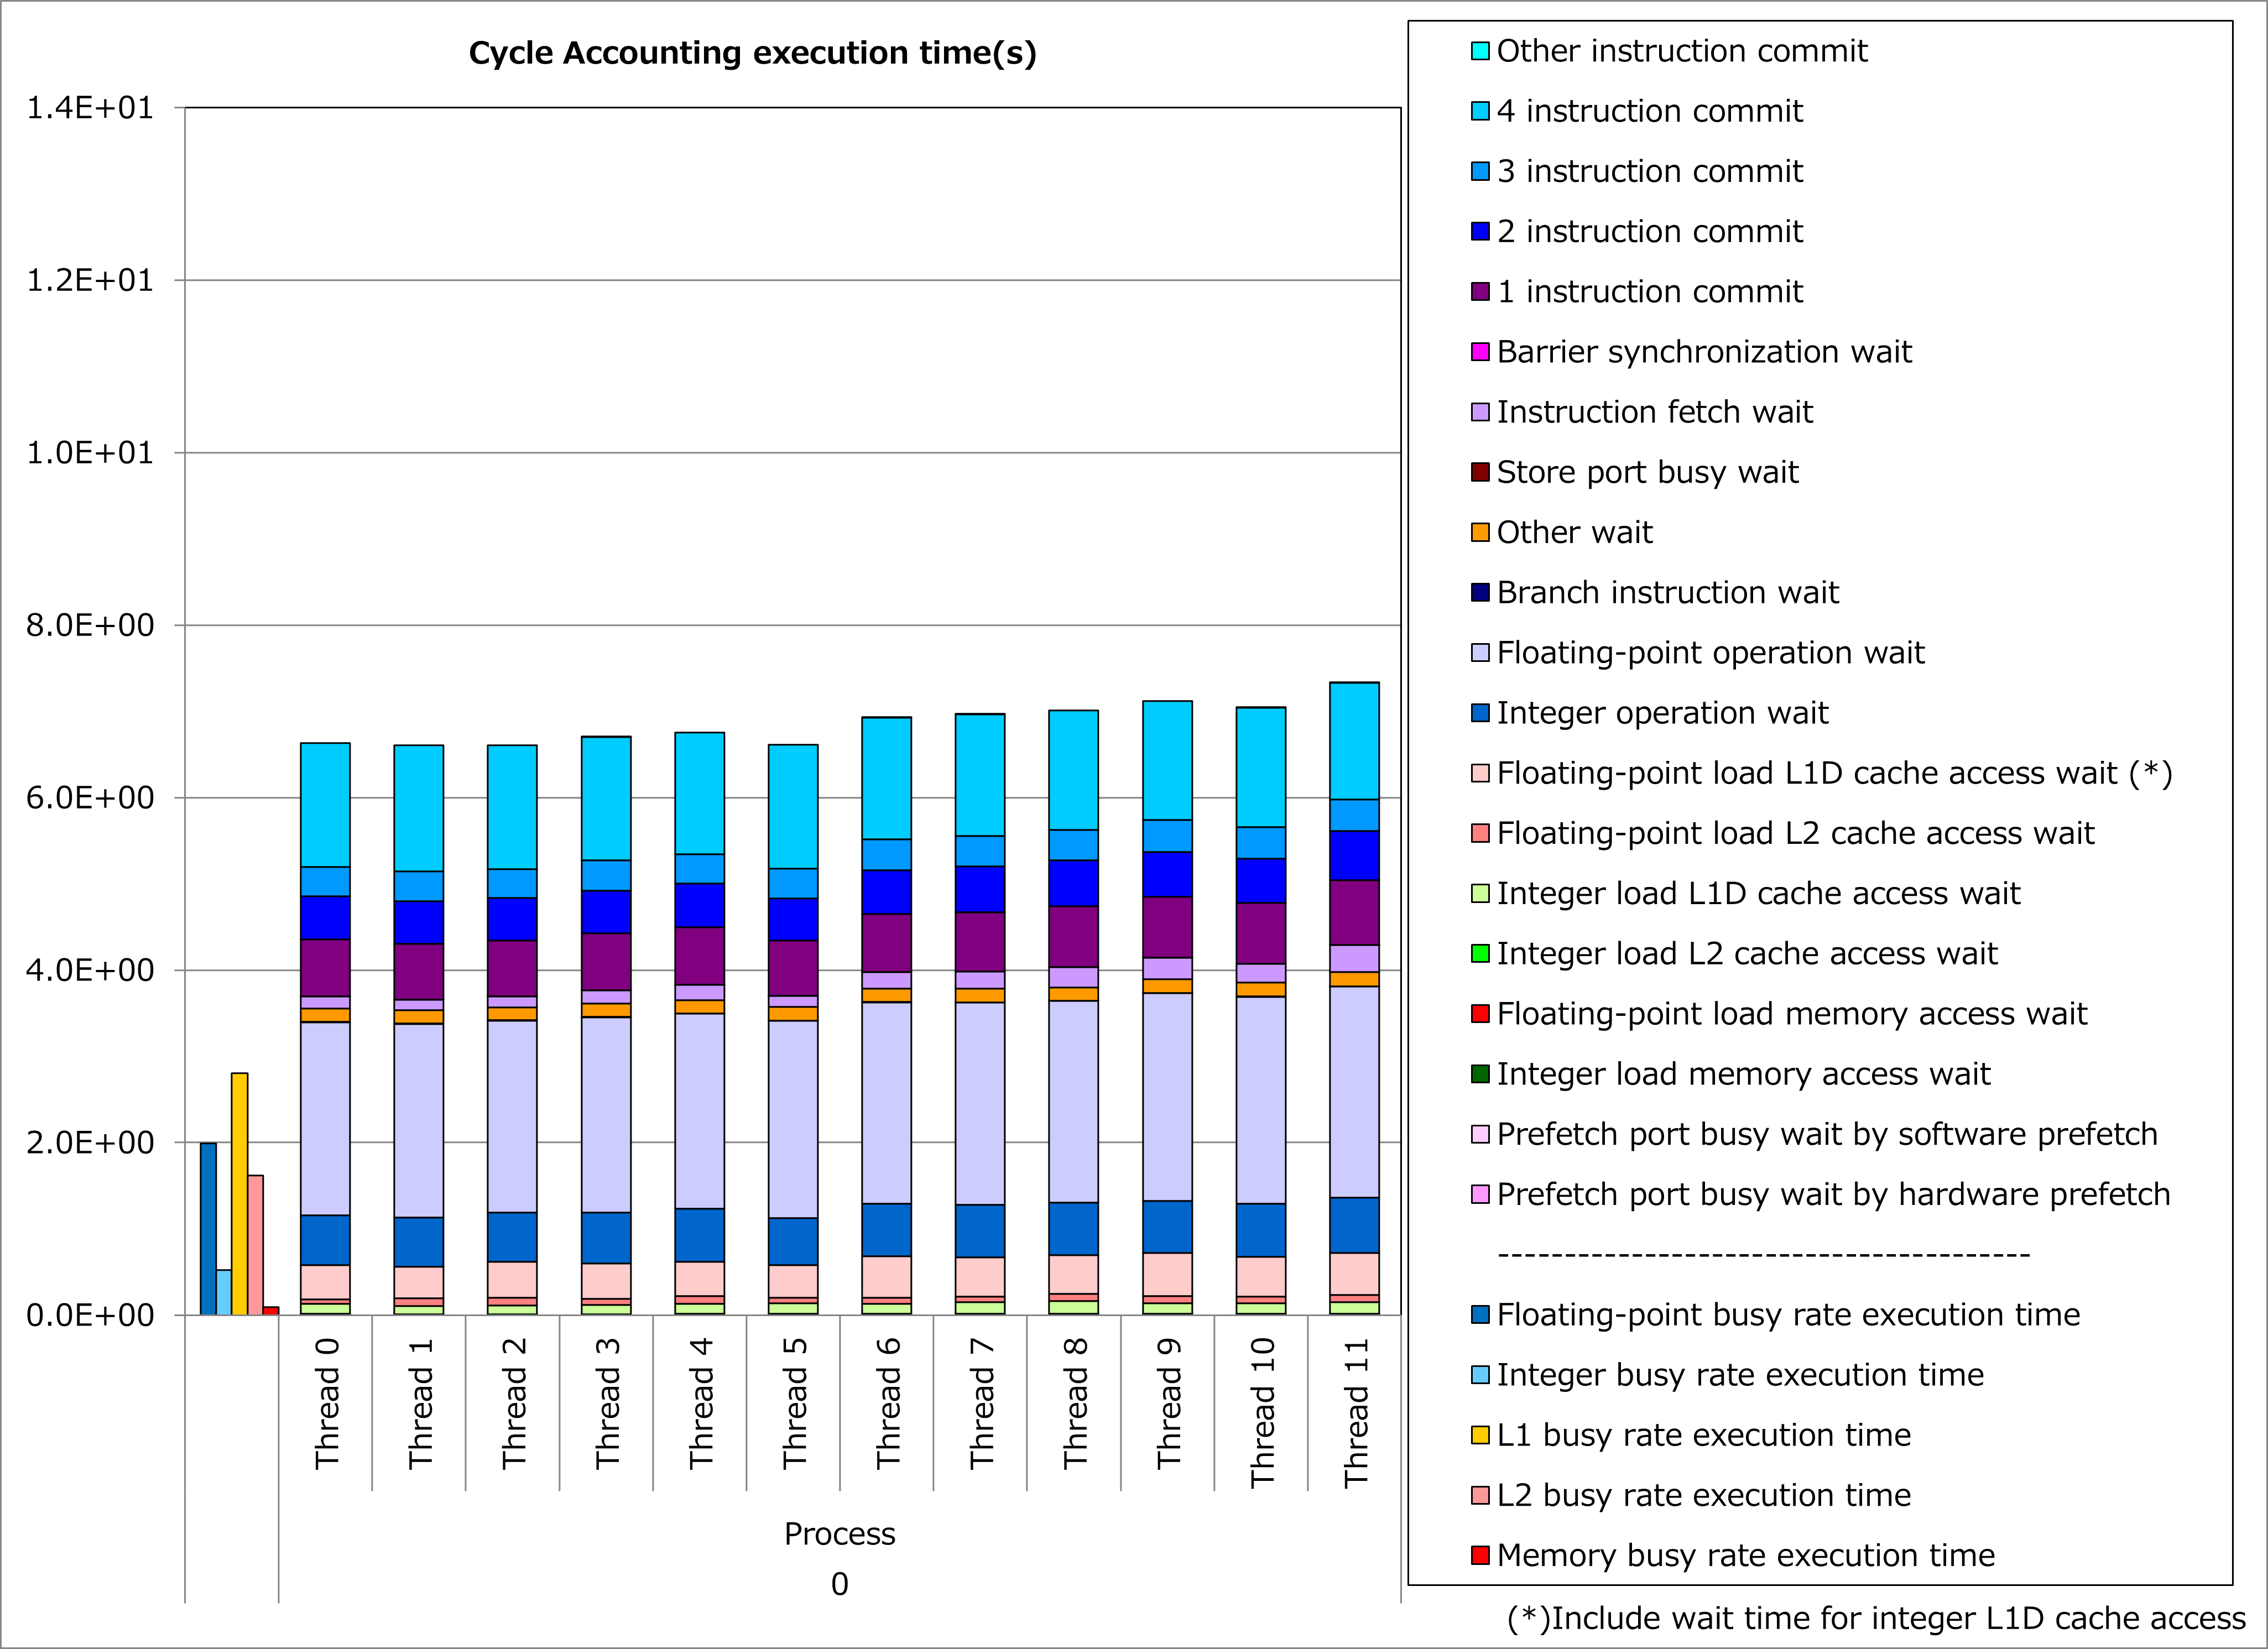 Cycle Accounting execution time(s)
1.4E+01
1.2E+01
1.0E+01
8.0E+00
6.0E+00
4.0E+00
2.0E+00
0.0E+00
Thread 0
Thread 1
Thread 2
Thread 3
Thread 4
Thread 5
Thread 6
Thread 7
Thread 8
Thread 9
Thread 10
Thread 11
Process
0
Other instruction commit
4 instruction commit
3 instruction commit
2 instruction commit
1 instruction commit
Barrier synchronization wait
Instruction fetch wait
Store port busy wait
Other wait
Branch instruction wait
Floating-point operation wait
Integer operation wait
Floating-point load L1D cache access wait (*)
Floating-point load L2 cache access wait
Integer load L1D cache access wait
Integer load L2 cache access wait
Floating-point load memory access wait
Integer load memory access wait
Prefetch port busy wait by software prefetch
Prefetch port busy wait by hardware prefetch
----------------------------------------
Floating-point busy rate execution time
Integer busy rate execution time
L1 busy rate execution time
L2 busy rate execution time
Memory busy rate execution time
(*)Include wait time for integer L1D cache access